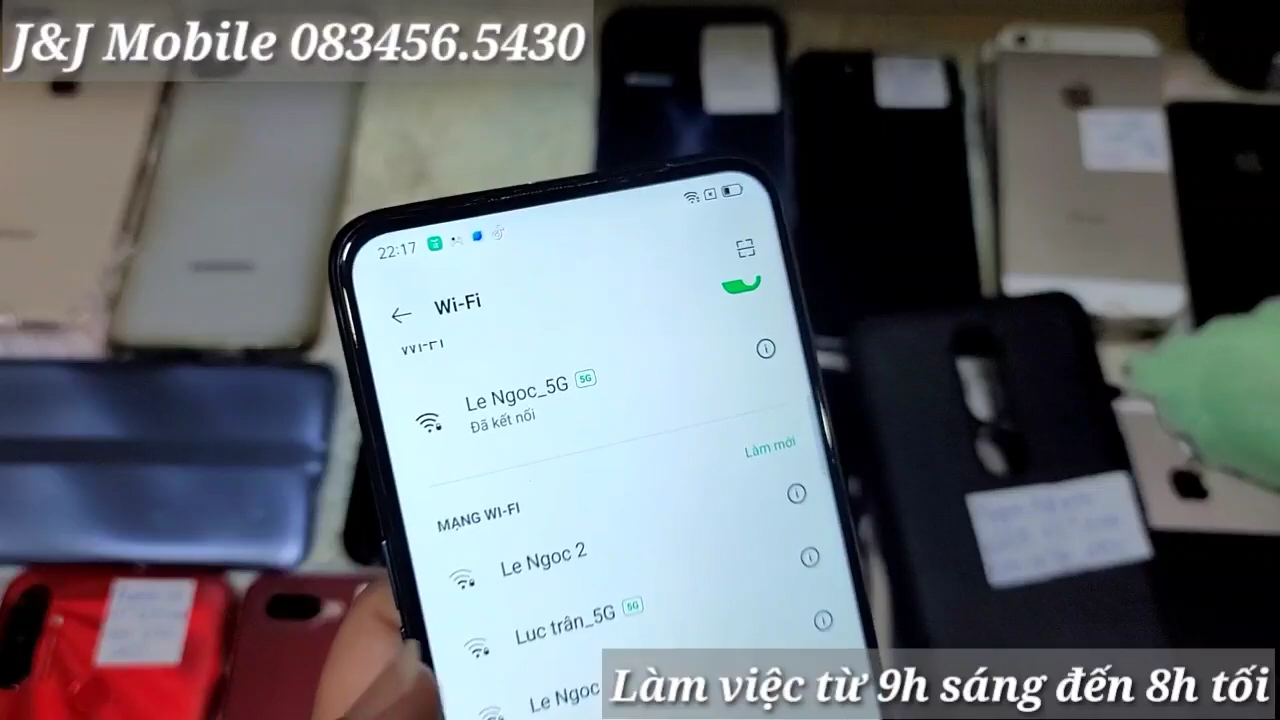 J&J Mobile 083456.5430
22:17
Wi-Fi
Le Ngoc_5G 5G
Đã kết nối
Làm mới
MẠNG WI-FI
Le Ngoc 2
Luc trân_5G 5G
Le Ngoc
Làm việc từ 9h sáng đến 8h tối